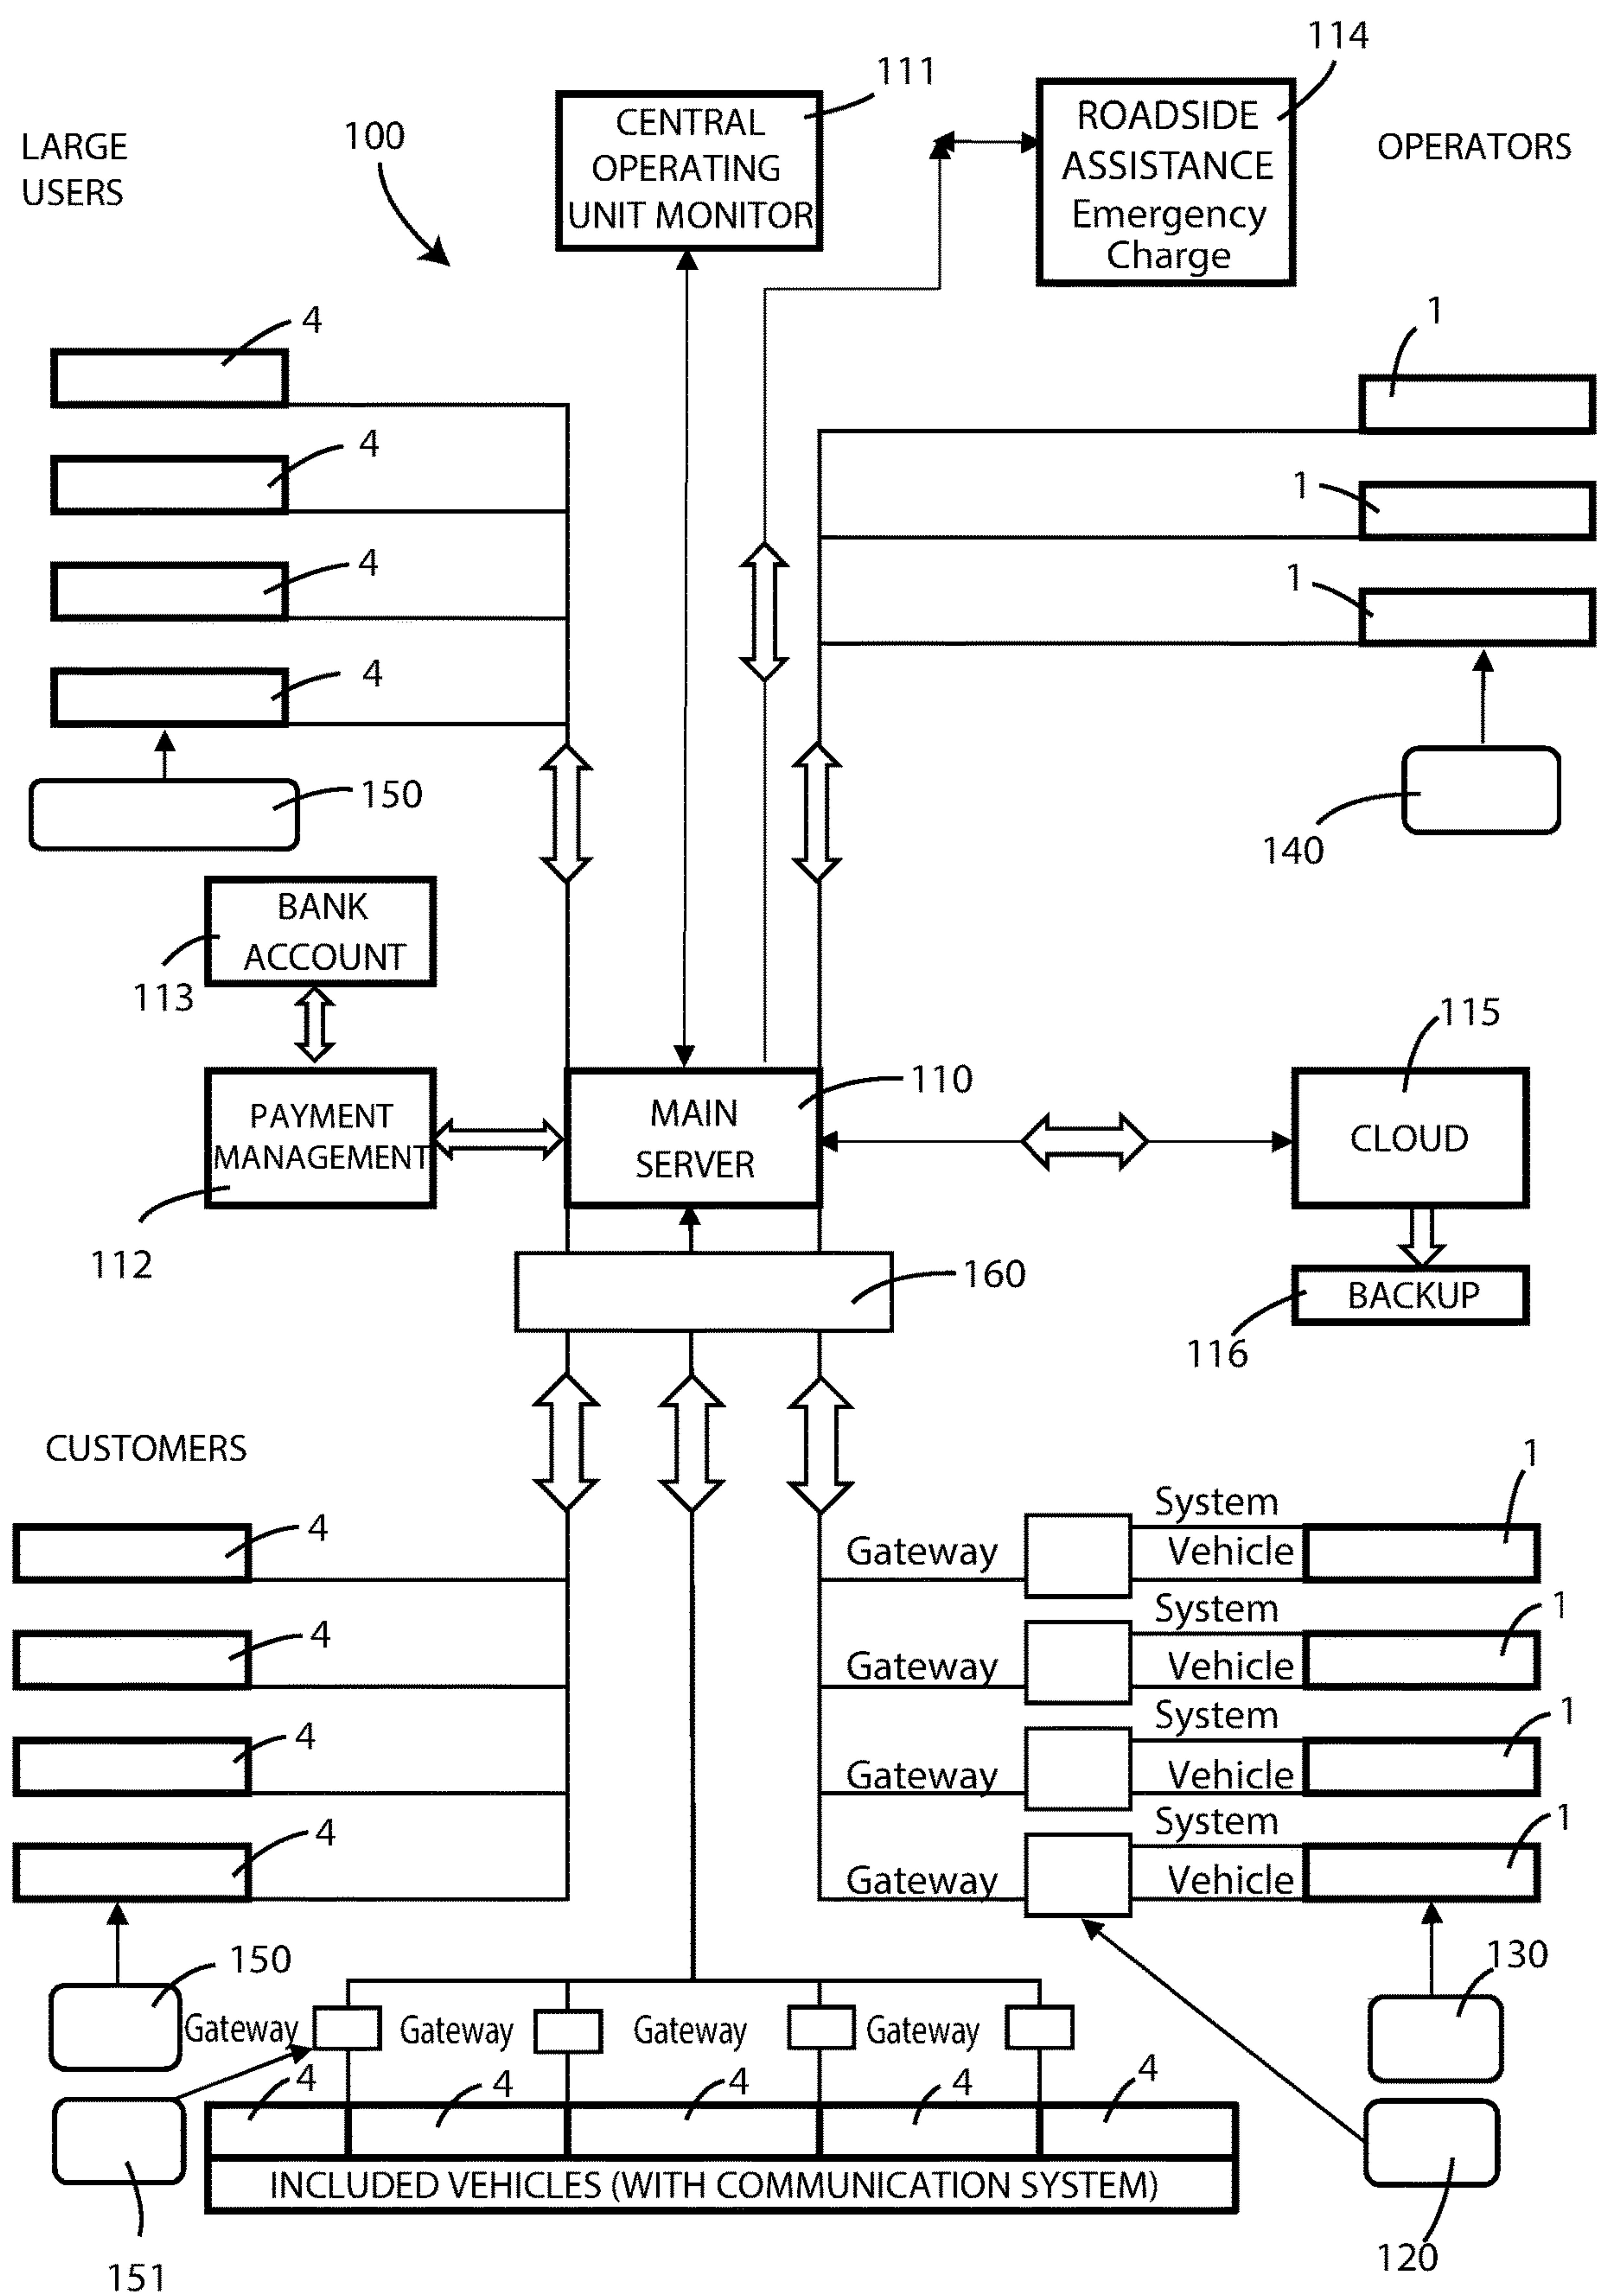 114
111
LARGE
USERS
100
CENTRAL
OPERATING
UNIT MONITOR
ROADSIDE
ASSISTANCE
Emergency
Charge
OPERATORS
4
1
4
1
4
1
4
150
140
BANK
ACCOUNT
113
115
110
PAYMENT
MANAGEMENT
MAIN
SERVER
CLOUD
112
160
BACKUP
116
CUSTOMERS
1
4
System
Gateway
Vehicle
4
System
1
Gateway
Vehicle
4
System
1
Gateway
Vehicle
4
System
1
Gateway
Vehicle
150
130
Gateway
Gateway
Gateway
Gateway
4
4
4
4
4
INCLUDED VEHICLES (WITH COMMUNICATION SYSTEM)
151
120